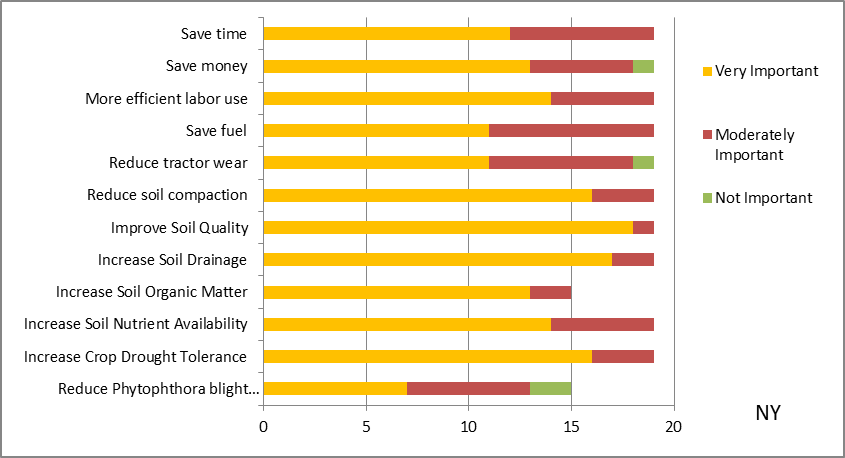 Save time
Save money
More efficient labor use
Save fuel
Reduce tractor wear
Reduce soil compaction
Improve Soil Quality
Increase Soil Drainage
Increase Soil Organic Matter
Increase Soil Nutrient Availability
Increase Crop Drought Tolerance
Reduce Phytophthora blight...
0 5 10 15 20
Very Important
Moderately
Important
Not Important
NY